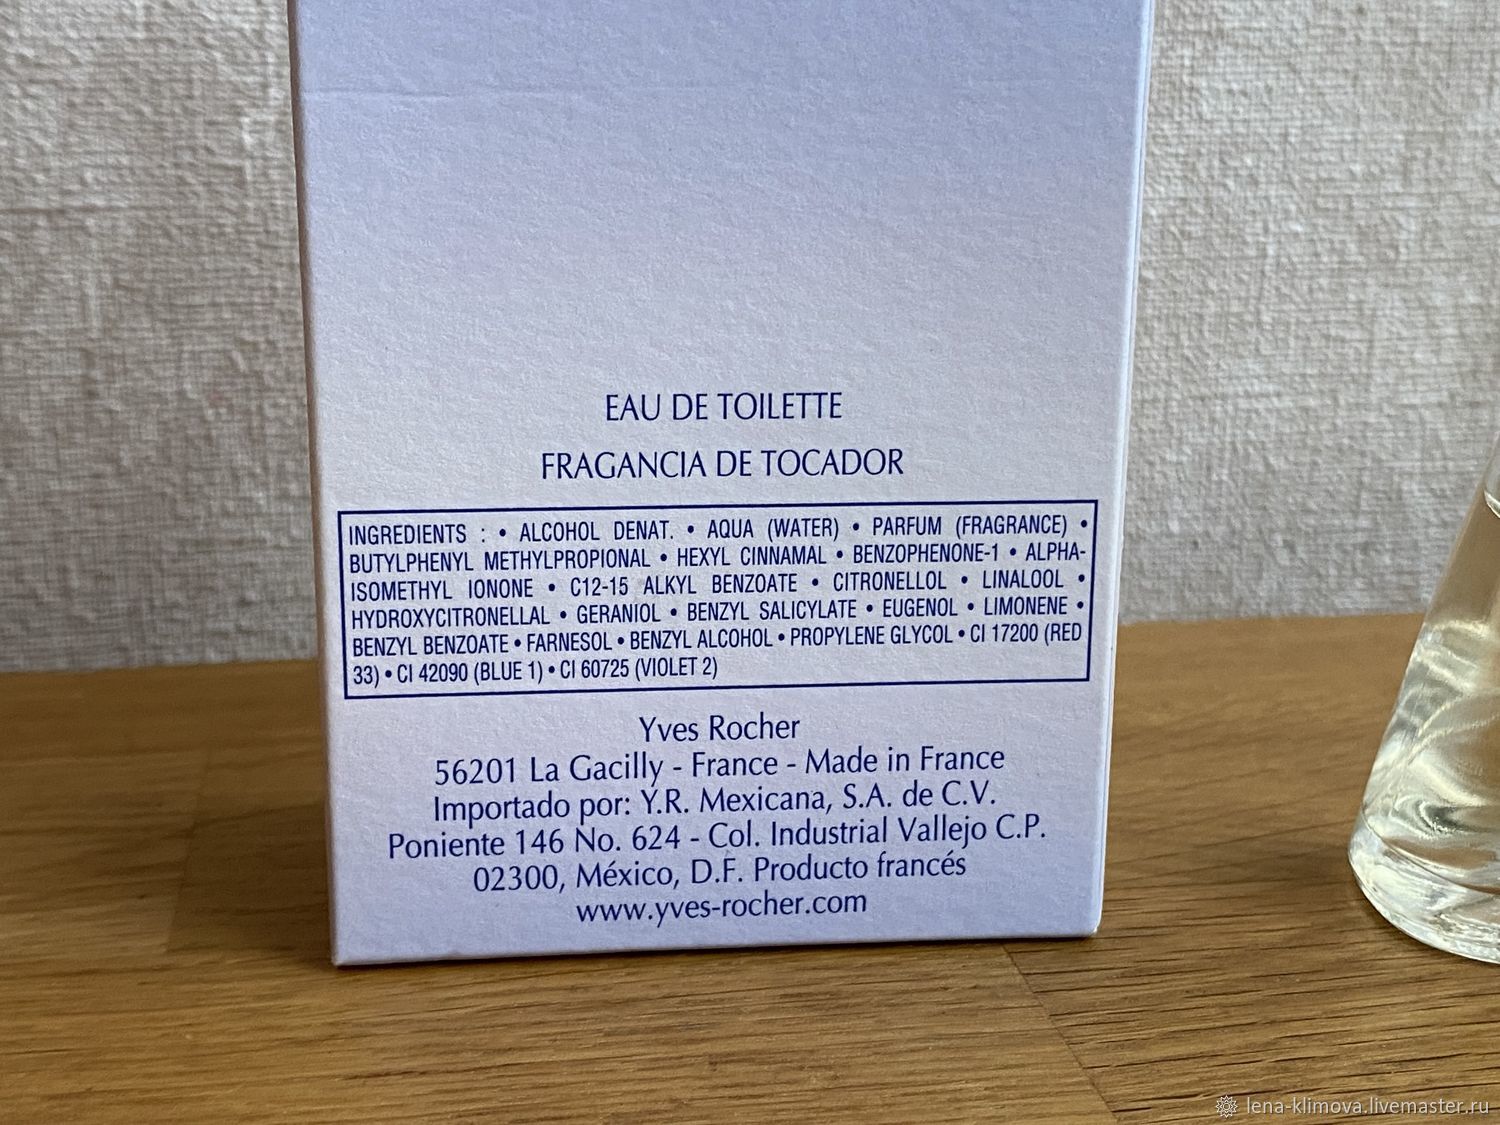 EAU DE TOILETTE
FRAGANCIA DE TOCADOR
INGREDIENTS : • ALCOHOL DENAT. • AQUA (WATER) • PARFUM (FRAGRANCE) •
BUTYLPHENYL METHYLPROPIONAL • HEXYL CINNAMAL • BENZOPHENONE-1 • ALPHA-
ISOMETHYL IONONE • C12-15 ALKYL BENZOATE • CITRONELLOL • LINALOOL •
HYDROXYCITRONELLAL • GERANIOL • BENZYL SALICYLATE • EUGENOL • LIMONENE •
BENZYL BENZOATE • FARNESOL • BENZYL ALCOHOL • PROPYLENE GLYCOL • CI 17200 (RED
33) • CI 42090 (BLUE 1) • CI 60725 (VIOLET 2)
Yves Rocher
56201 La Gacilly - France - Made in France
Importado por: Y.R. Mexicana, S.A. de C.V.
Poniente 146 No. 624 - Col. Industrial Vallejo C.P.
02300, México, D.F. Producto francés
www.yves-rocher.com
lena-klimova.livemaster.ru